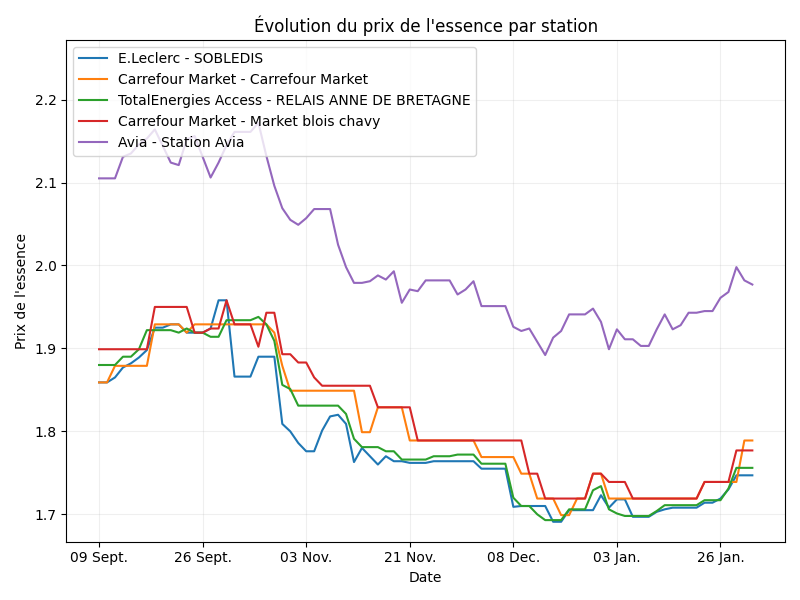 Évolution du prix de l'essence par station
E.Leclerc - SOBLEDIS
Carrefour Market - Carrefour Market
TotalEnergies Access - RELAIS ANNE DE BRETAGNE
Carrefour Market - Market blois chavy
Avia - Station Avia
Prix de l'essence
2.2
2.1
2.0
1.9
1.8
1.7
09 Sept.
26 Sept.
03 Nov.
21 Nov.
08 Dec.
03 Jan.
26 Jan.
Date